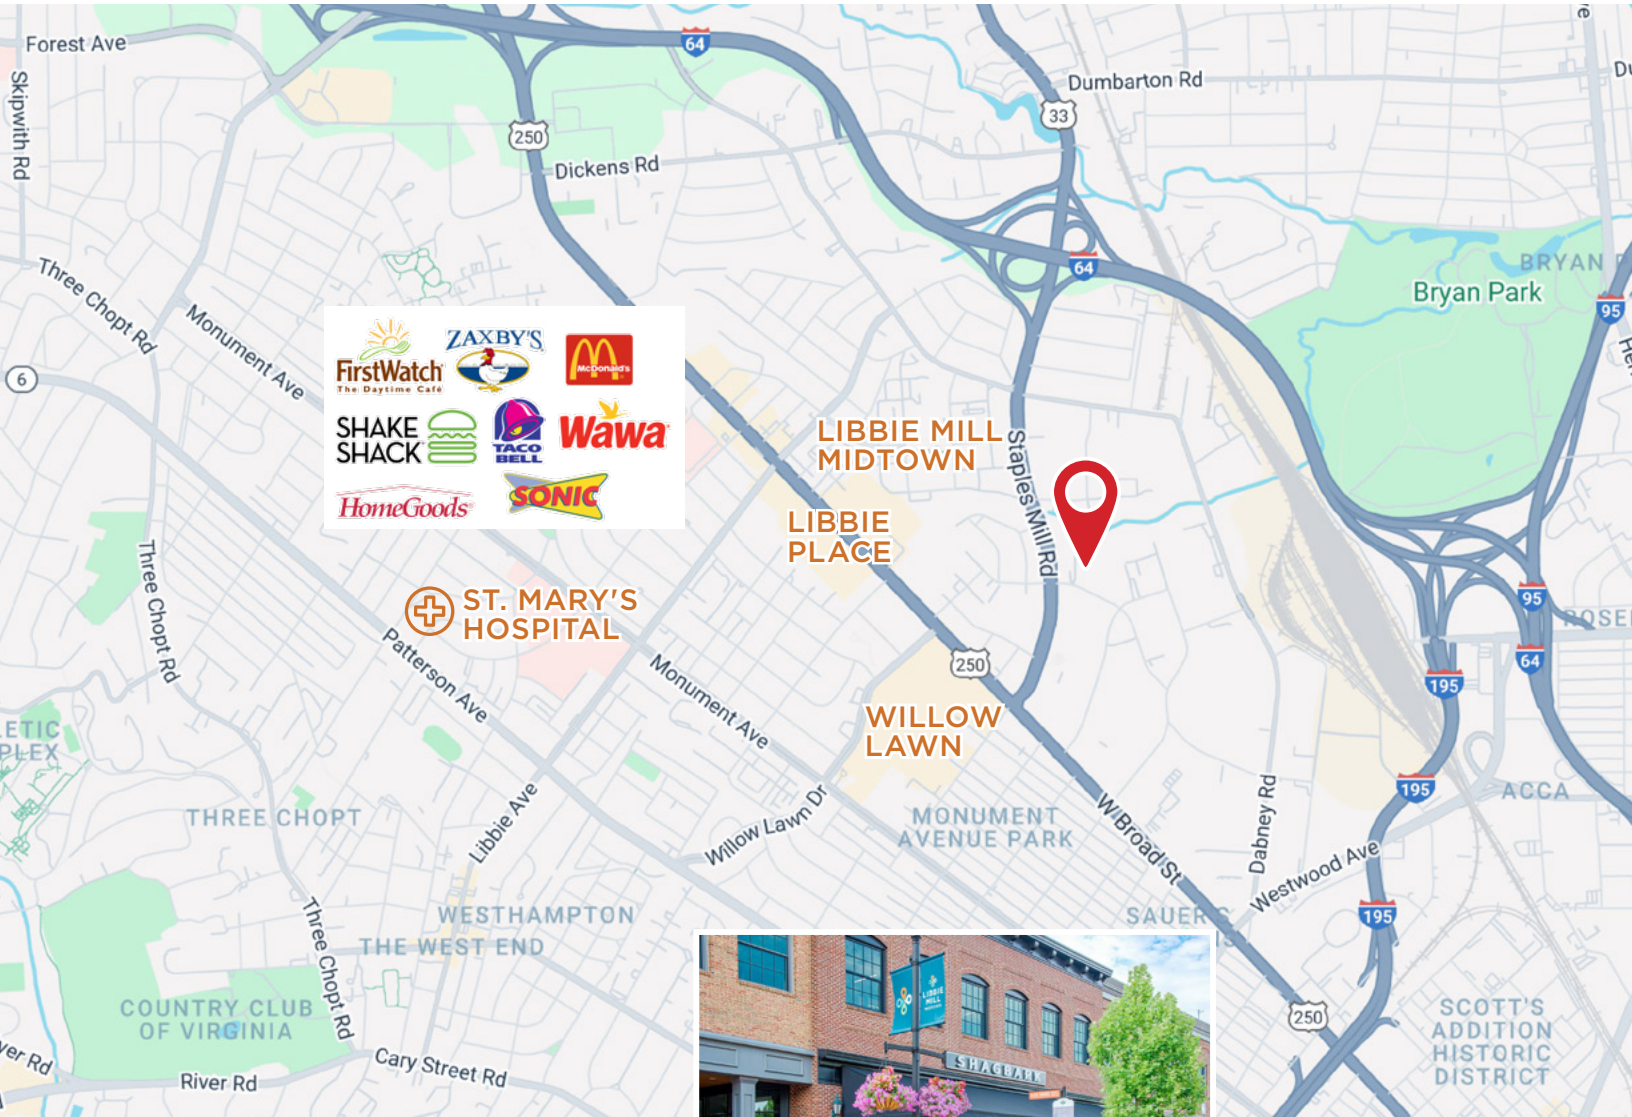 Forest Ave
64
Dumbarton Rd
Skipwith Rd
33
250
Dickens Rd
64
BRYAN
Bryan Park
95
Three Chopt Rd
Monument Ave
6
FirstWatch
The Daytime Café
ZAXBY'S
McDonald's
SHAKE
SHACK
TACO
BELL
Wawa
HomeGoods
SONIC
LIBBIE MILL
MIDTOWN
Staples Mill Rd
LIBBIE
PLACE
Three Chopt Rd
ST. MARY'S
HOSPITAL
95
64
195
Patterson Ave
Monument Ave
250
WILLOW
LAWN
195
ACCA
THREE CHOPT
Libbie Ave
Willow Lawn Dr
MONUMENT
AVENUE PARK
W Broad St
Dabney Rd
Westwood Ave
WESTHAMPTON
THE WEST END
SAUER'S
195
Three Chopt Rd
COUNTRY CLUB
OF VIRGINIA
LIBBIE
MILL
SHAGBARK
250
SCOTT'S
ADDITION
HISTORIC
DISTRICT
River Rd
Cary Street Rd